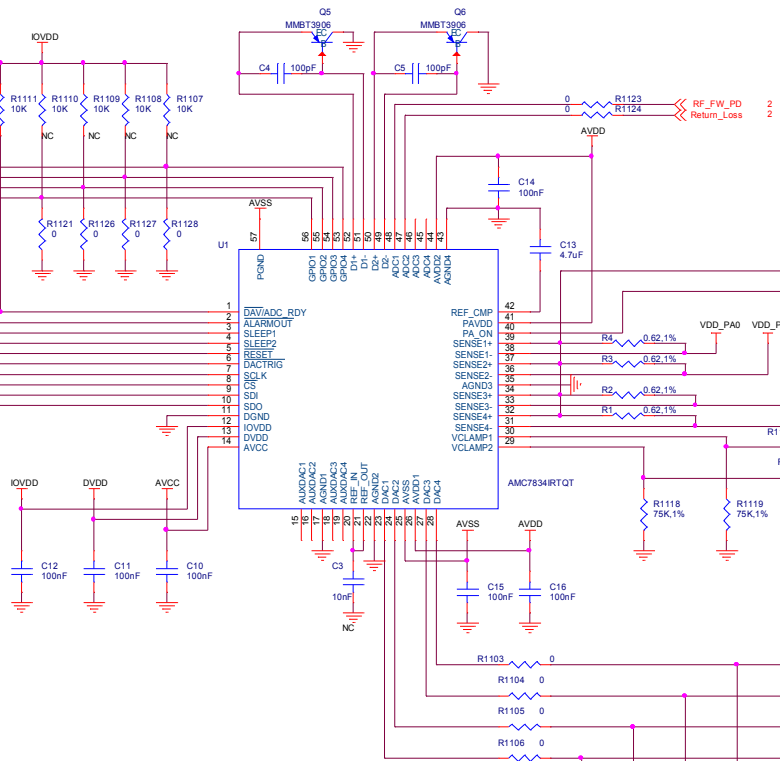 Q5
MMBT3906
EC
B
Q6
MMBT3906
EC
B
IOVDD
C4
100pF
C5
100pF
R1111
10K
R1110
10K
R1109
10K
R1108
10K
R1107
10K
NC
NC
NC
NC
0
R1123
RF_FW_PD
2
0
R1124
Return_Loss
2
AVDD
C14
100nF
C13
4.7uF
AVSS
R1121
0
R1126
0
R1127
0
R1128
0
U1
57
56
55
54
53
52
51
50
49
48
47
46
45
44
43
PGND
GPIO1
GPIO2
GPIO3
GPIO4
D1+
D1-
D2+
D2-
ADC1
ADC2
ADC3
ADC4
AVDD2
AGND4
1
DAV/ADC_RDY
2
ALARMOUT
3
SLEEP1
4
SLEEP2
5
RESET
6
DACTRIG
7
SCLK
8
CS
9
SDI
10
SDO
11
DGND
12
IOVDD
13
DVDD
14
AVCC
REF_CMP
42
PAVDD
41
PA_ON
40
SENSE1+
39
SENSE1-
38
SENSE2+
37
SENSE2-
36
AGND3
35
SENSE3+
34
SENSE3-
33
SENSE4+
32
SENSE4-
31
VCLAMP1
30
VCLAMP2
29
VDD_PA0
VDD_P
R4
0.62,1%
R3
0.62,1%
R2
0.62,1%
R1
0.62,1%
R1
AUXDAC1
AUXDAC2
AGND1
AUXDAC3
AUXDAC4
REF_IN
REF_OUT
AGND2
DAC1
DAC2
AVSS
AVDD1
DAC3
DAC4
15
16
17
18
19
20
21
22
23
24
25
26
27
28
AMC7834IRTQT
IOVDD
DVDD
AVCC
C12
100nF
C11
100nF
C10
100nF
C3
10nF
NC
AVSS
AVDD
C15
100nF
C16
100nF
R1118
75K,1%
R1119
75K,1%
R1103
0
R1104
0
R1105
0
R1106
0